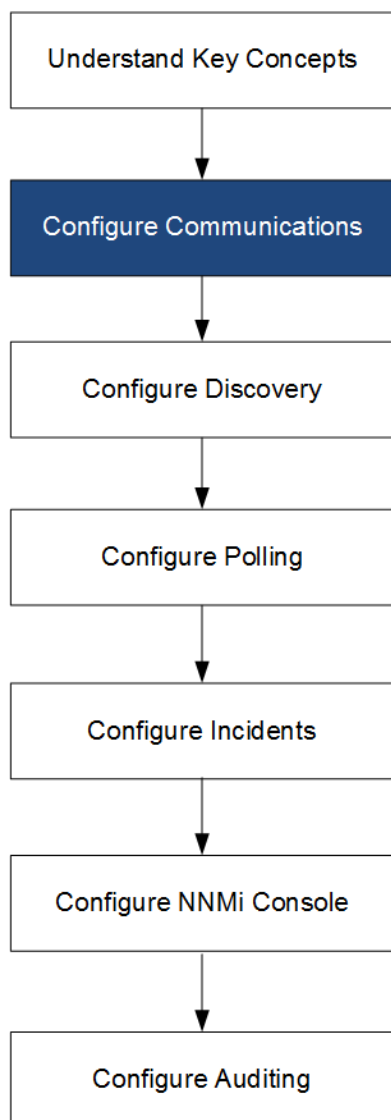 Understand Key Concepts
Configure Communications
Configure Discovery
Configure Polling
Configure Incidents
Configure NNMi Console
Configure Auditing